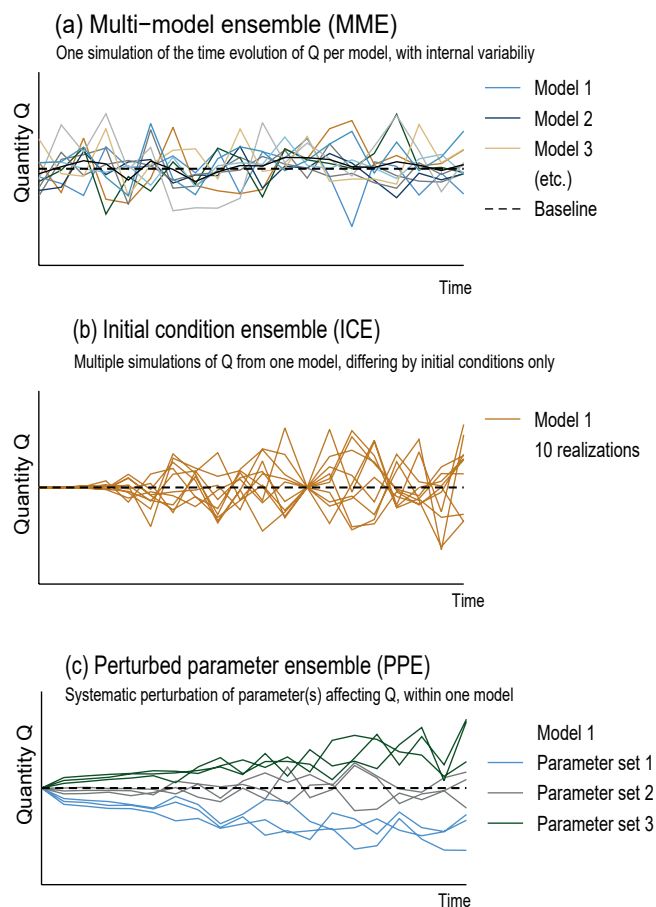 (a) Multi−model ensemble (MME)
One simulation of the time evolution of Q per model, with internal variabiliy
Quantity Q
Model 1
Model 2
Model 3
(etc.)
Baseline
Time
(b) Initial condition ensemble (ICE)
Multiple simulations of Q from one model, differing by initial conditions only
Quantity Q
Model 1
10 realizations
Time
(c) Perturbed parameter ensemble (PPE)
Systematic perturbation of parameter(s) affecting Q, within one model
Quantity Q
Model 1
Parameter set 1
Parameter set 2
Parameter set 3
Time